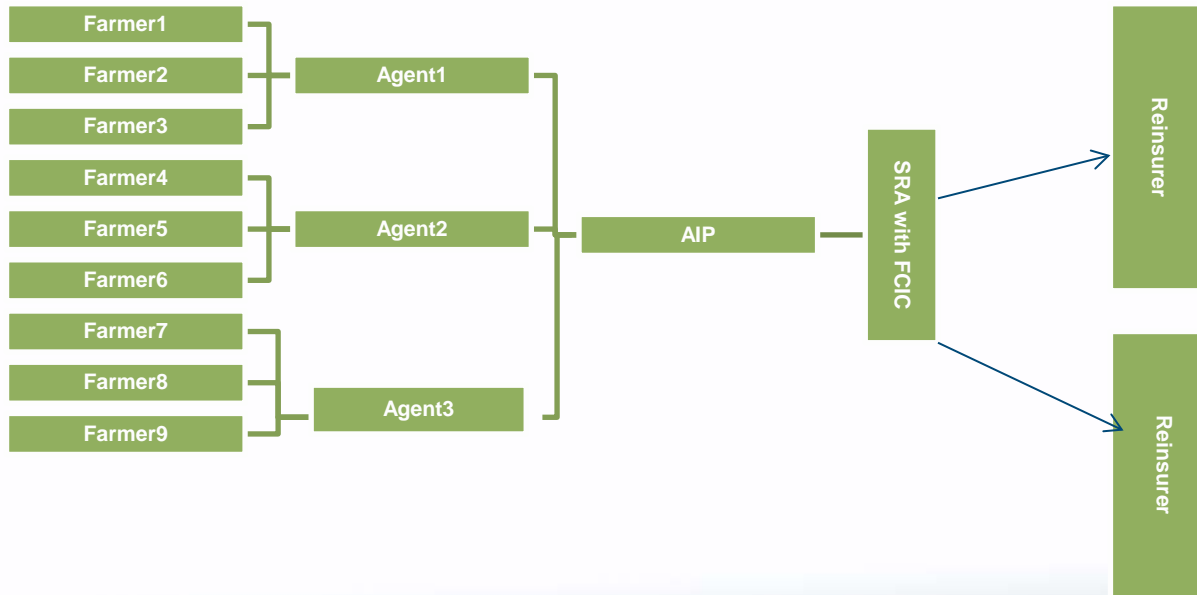 Farmer1
Farmer2
Farmer3
Farmer4
Farmer5
Farmer6
Farmer7
Farmer8
Farmer9
Agent1
Agent2
Agent3
AIP
SRA with FCIC
Reinsurer
Reinsurer